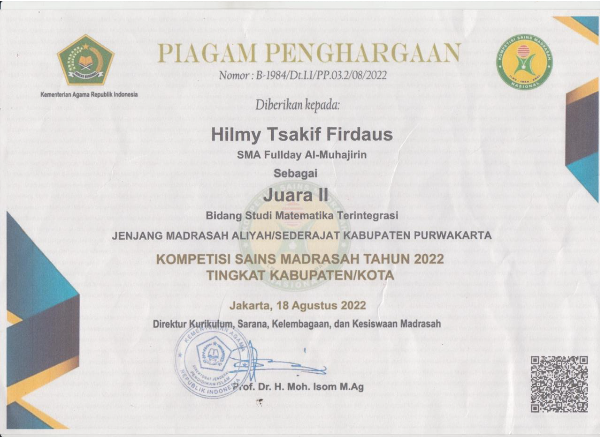 PIAGAM PENGHARGAAN
Nomor : B-1984/Dt.I.I/PP.03.2/08/2022
Kementerian Agama Republik Indonesia
KOMPETISI SAINS MADRASAH
NASIONAL
Diberikan kepada:
Hilmy Tsakif Firdaus
SMA Fullday Al-Muhajirin
Sebagai
Juara II
Bidang Studi Matematika Terintegrasi
JENJANG MADRASAH ALIYAH/SEDERAJAT KABUPATEN PURWAKARTA
KOMPETISI SAINS MADRASAH TAHUN 2022
TINGKAT KABUPATEN/KOTA
Jakarta, 18 Agustus 2022
Direktur Kurikulum, Sarana, Kelembagaan, dan Kesiswaan Madrasah
KEMENTERIAN AGAMA
REPUBLIK INDONESIA
Prof. Dr. H. Moh. Isom M.Ag